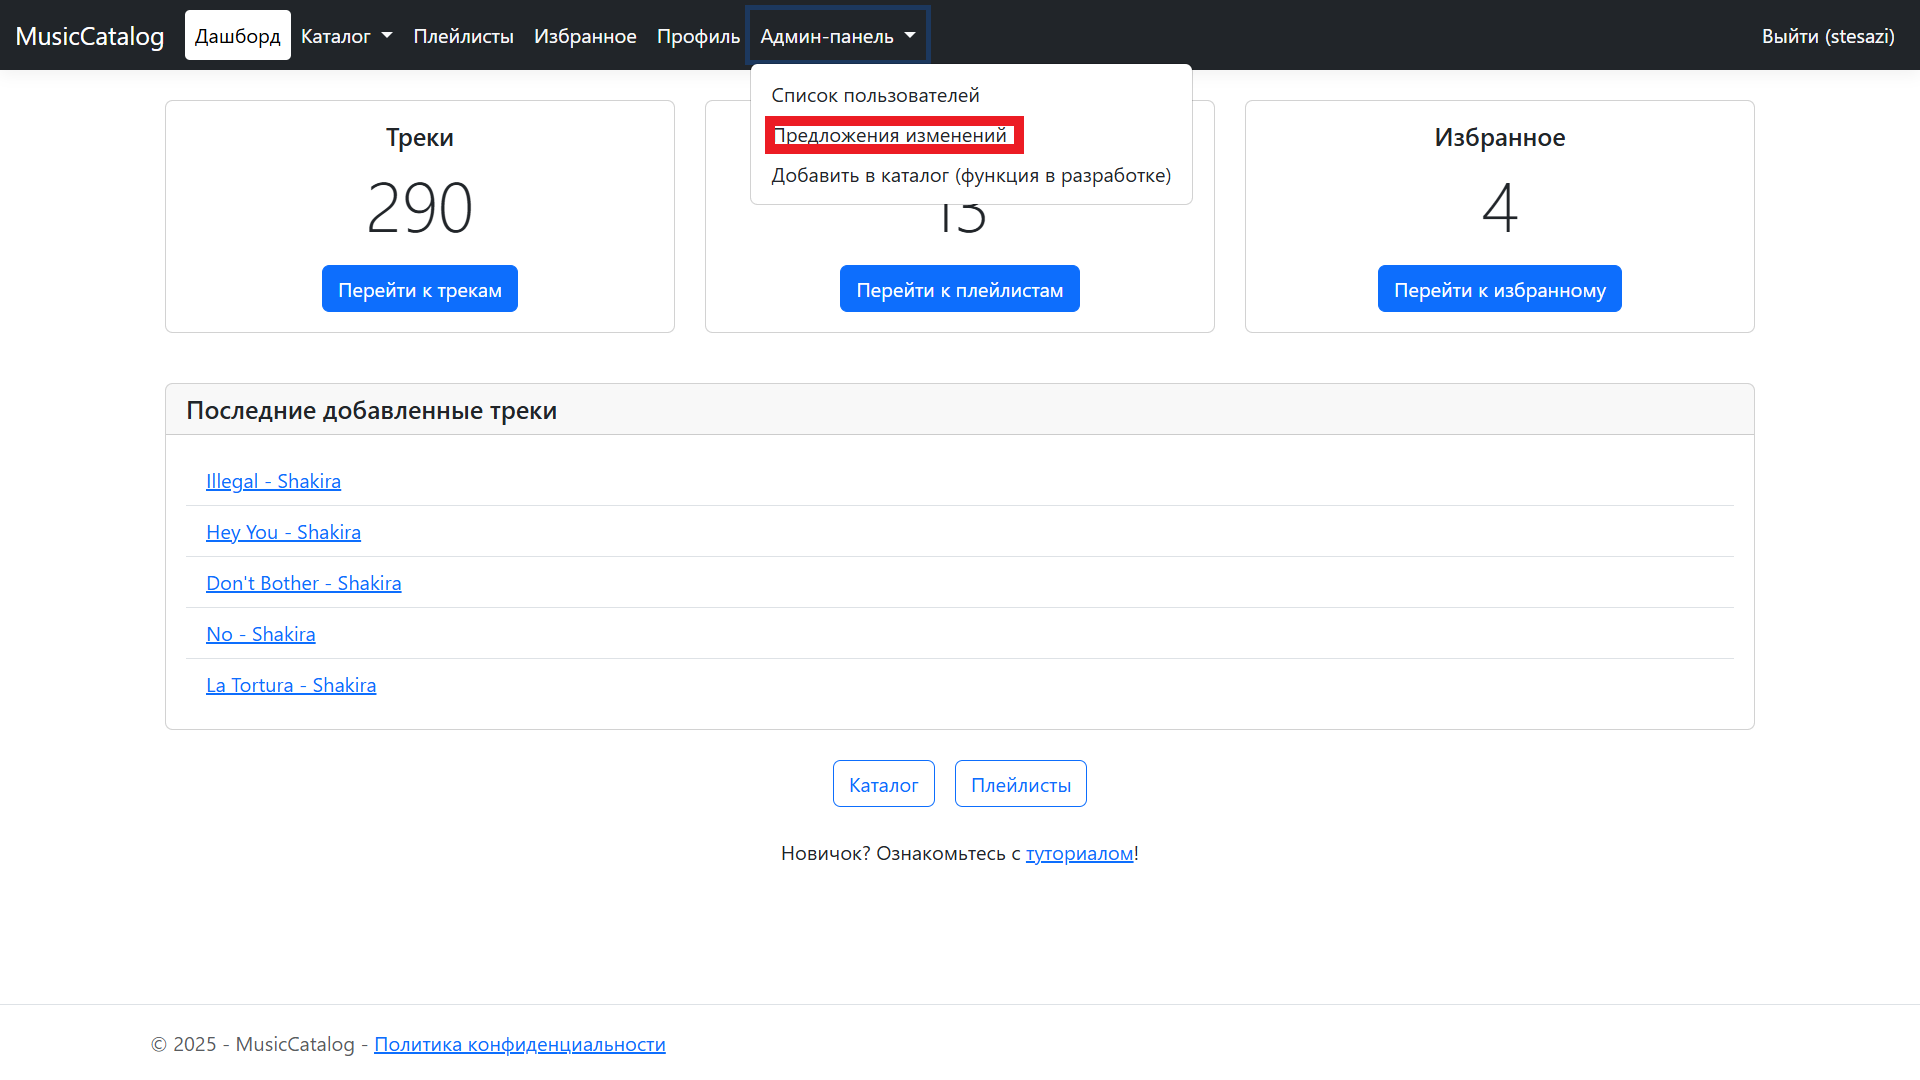 MusicCatalog Дашборд Каталог Плейлисты Избранное Профиль Админ-панель Выйти (stesazi)
Список пользователей
Предложения изменений
Добавить в каталог (функция в разработке)
Треки
290
Перейти к трекам
13
Перейти к плейлистам
Избранное
4
Перейти к избранному
Последние добавленные треки
Illegal - Shakira
Hey You - Shakira
Don't Bother - Shakira
No - Shakira
La Tortura - Shakira
Каталог Плейлисты
Новичок? Ознакомьтесь с туториалом!
© 2025 - MusicCatalog - Политика конфиденциальности